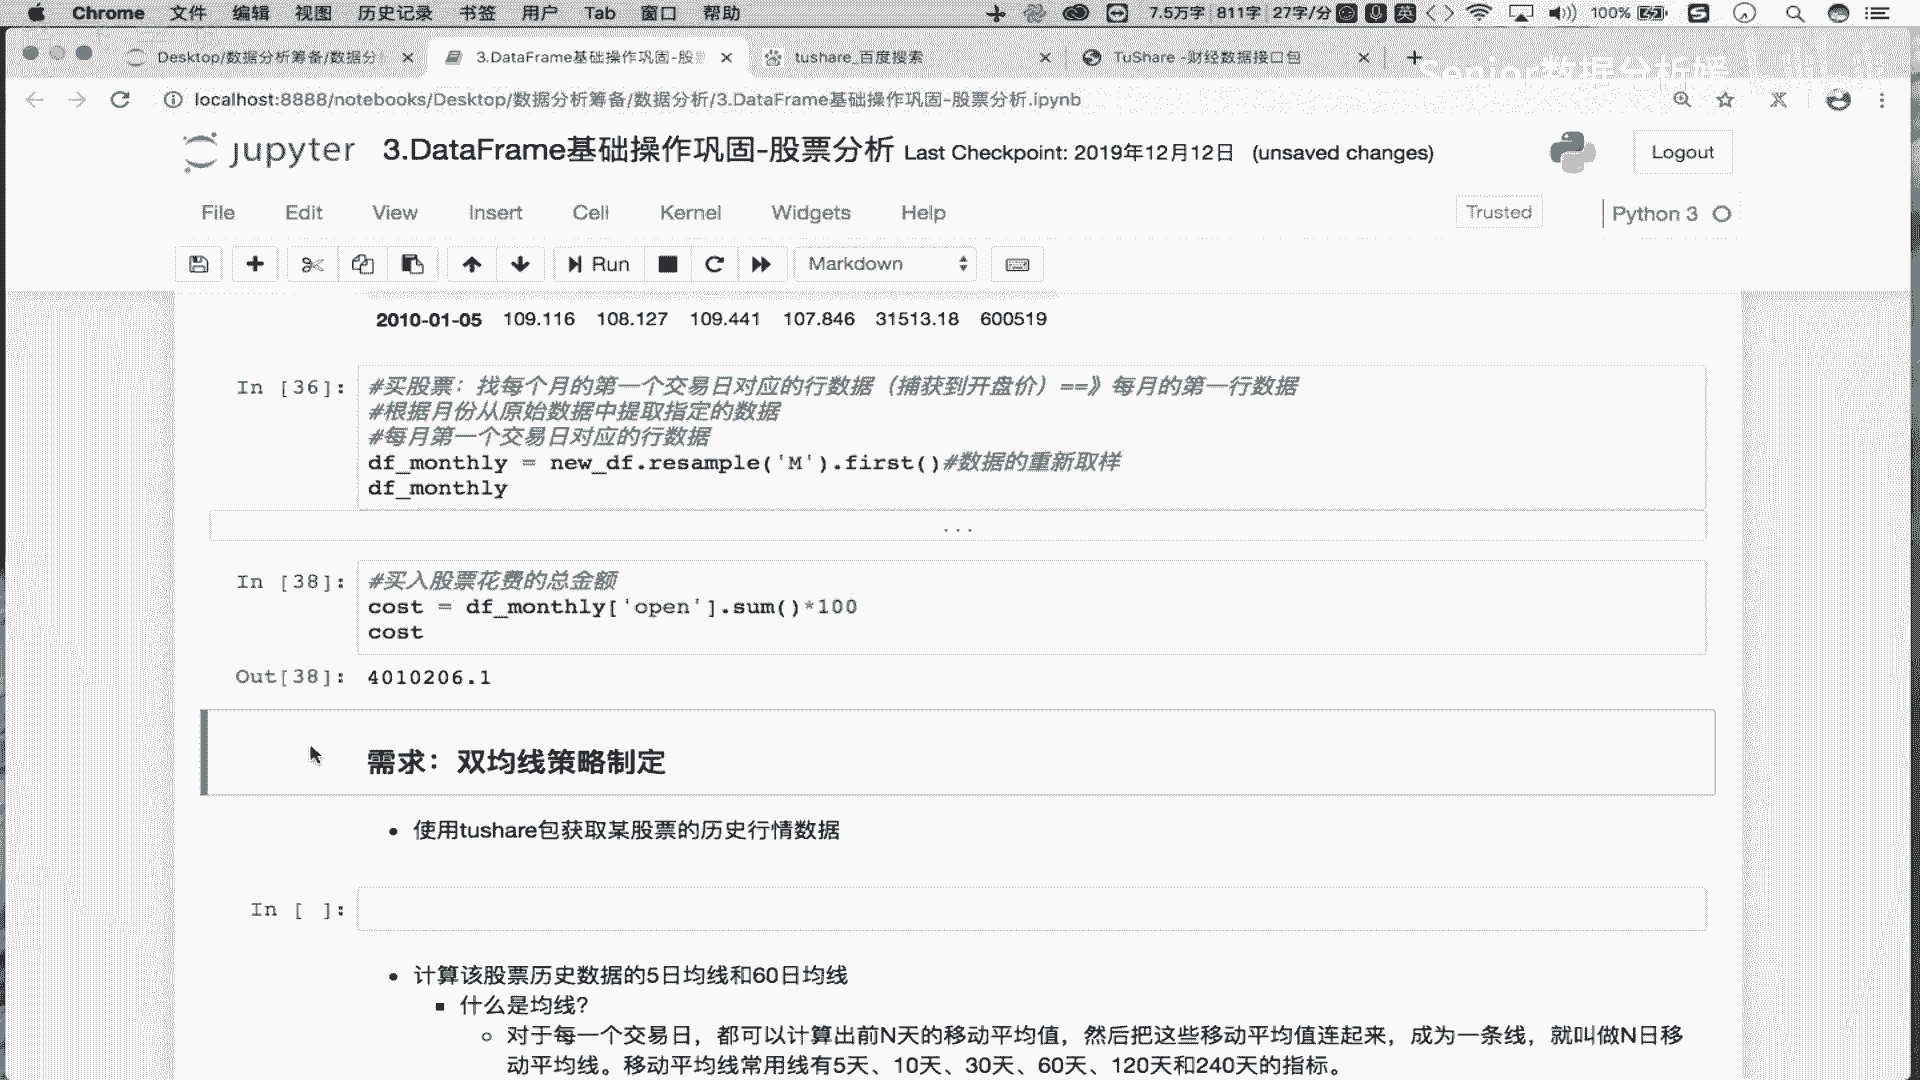 Chrome 文件 编辑 视图 历史记录 书签 用户 Tab 窗口 帮助 7.5万字 811字 27字/分 英 100%
Desktop/数据分析筹备/数据分 3.DataFrame基础操作巩固-股票 tushare_百度搜索 TuShare -财经数据接口包
Senior数据分析媛
localhost:8888/notebooks/Desktop/数据分析筹备/数据分析/3.DataFrame基础操作巩固-股票分析.ipynb
jupyter 3.DataFrame基础操作巩固-股票分析 Last Checkpoint: 2019年12月12日 (unsaved changes) Logout
File Edit View Insert Cell Kernel Widgets Help Trusted Python 3
Run Markdown
2010-01-05 109.116 108.127 109.441 107.846 31513.18 600519
In [36]: #买股票：找每个月的第一个交易日对应的行数据（捕获到开盘价）==》每月的第一行数据
#根据月份从原始数据中提取指定的数据
#每月第一个交易日对应的行数据
df_monthly = new_df.resample('M').first()#数据的重新取样
df_monthly
...
In [38]: #买入股票花费的总金额
cost = df_monthly['open'].sum()*100
cost
Out[38]: 4010206.1
需求：双均线策略制定
使用tushare包获取某股票的历史行情数据
In [ ]:
计算该股票历史数据的5日均线和60日均线
什么是均线?
对于每一个交易日，都可以计算出前N天的移动平均值，然后把这些移动平均值连起来，成为一条线，就叫做N日移
动平均线。移动平均线常用线有5天、10天、30天、60天、120天和240天的指标。